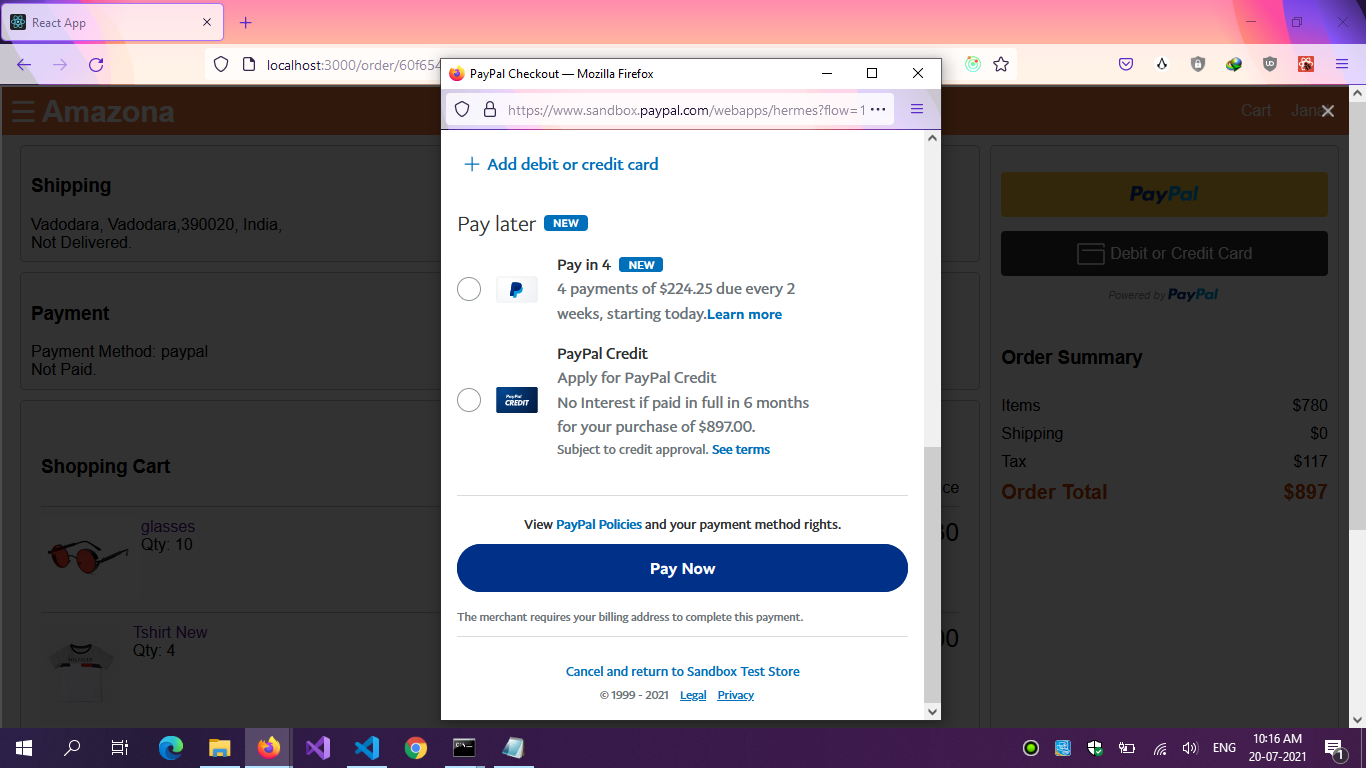 React App
localhost:3000/order/60f654
PayPal Checkout — Mozilla Firefox
https://www.sandbox.paypal.com/webapps/hermes?flow=1
Amazona
Cart
Shipping
Vadodara, Vadodara,390020, India,
Not Delivered.
Payment
Payment Method: paypal
Not Paid.
Shopping Cart
glasses
Qty: 10
Tshirt New
Qty: 4
Add debit or credit card
Pay later NEW
Pay in 4 NEW
4 payments of $224.25 due every 2
weeks, starting today.Learn more
PayPal Credit
PayPal CREDIT
Apply for PayPal Credit
No Interest if paid in full in 6 months
for your purchase of $897.00.
Subject to credit approval. See terms
View PayPal Policies and your payment method rights.
Pay Now
The merchant requires your billing address to complete this payment.
Cancel and return to Sandbox Test Store
© 1999 - 2021 Legal Privacy
PayPal
Debit or Credit Card
Powered by PayPal
Order Summary
Items $780
Shipping $0
Tax $117
Order Total $897
ENG
10:16 AM
20-07-2021
1